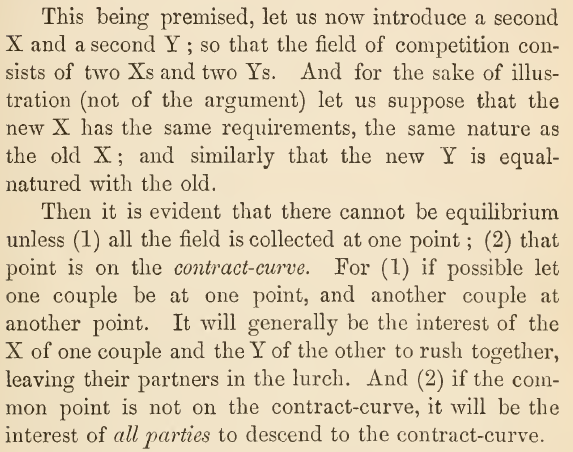 This being premised, let us now introduce a second
X and a second Y ; so that the field of competition con-
sists of two Xs and two Ys. And for the sake of illus-
tration (not of the argument) let us suppose that the
new X has the same requirements, the same nature as
the old X ; and similarly that the new Y is equal-
natured with the old.
Then it is evident that there cannot be equilibrium
unless (1) all the field is collected at one point ; (2) that
point is on the contract-curve. For (1) if possible let
one couple be at one point, and another couple at
another point. It will generally be the interest of the
X of one couple and the Y of the other to rush together,
leaving their partners in the lurch. And (2) if the com-
mon point is not on the contract-curve, it will be the
interest of all parties to descend to the contract-curve.